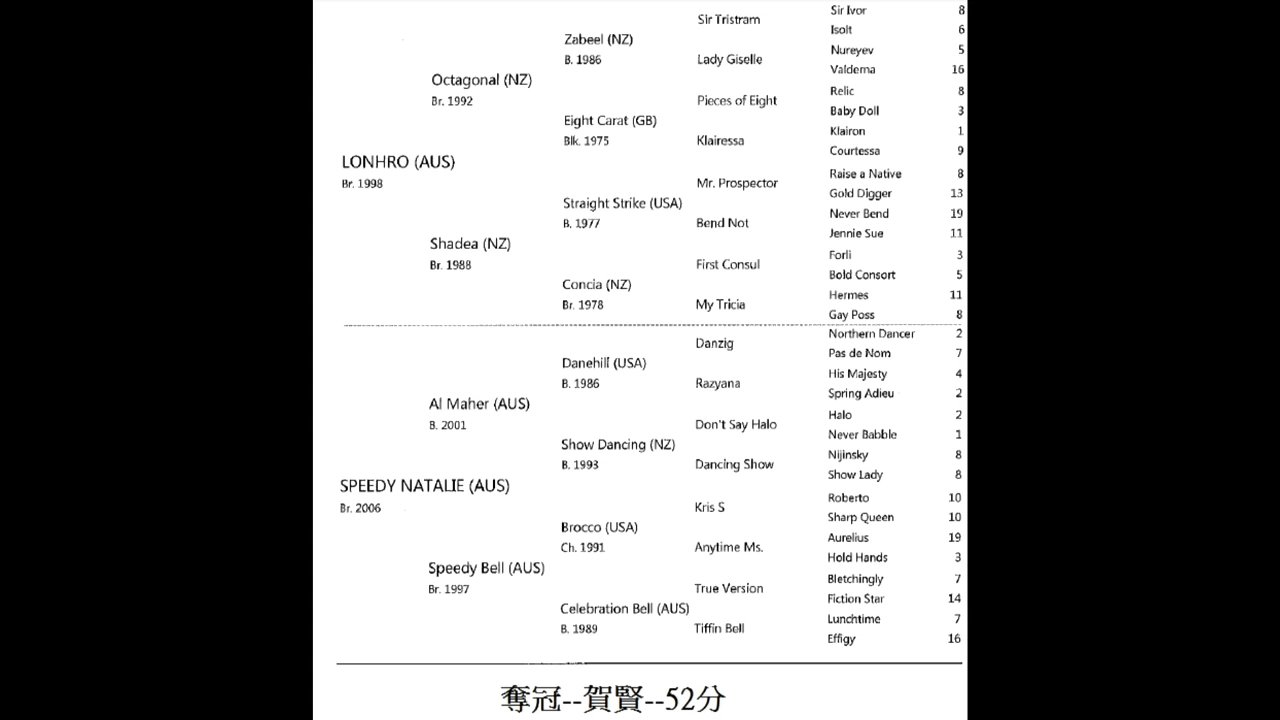 Sir Ivor 8
Sir Tristram
Isolt 6
Zabeel (NZ)
Nureyev 5
B. 1986
Lady Giselle
Valderna 16
Octagonal (NZ)
Relic 8
Br. 1992
Pieces of Eight
Baby Doll 3
Eight Carat (GB)
Klairon 1
Blk. 1975
Klairessa
Courtessa 9
LONHRO (AUS)
Raise a Native 8
Br. 1998
Mr. Prospector
Gold Digger 13
Straight Strike (USA)
Never Bend 19
B. 1977
Bend Not
Jennie Sue 11
Shadea (NZ)
Forli 3
Br. 1988
First Consul
Bold Consort 5
Concia (NZ)
Hermes 11
Br. 1978
My Tricia
Gay Poss 8
Northern Dancer 2
Danzig
Pas de Nom 7
Danehill (USA)
His Majesty 4
B. 1986
Razyana
Spring Adieu 2
Al Maher (AUS)
Halo 2
B. 2001
Don't Say Halo
Never Babble 1
Show Dancing (NZ)
Nijinsky 8
B. 1993
Dancing Show
Show Lady 8
SPEEDY NATALIE (AUS)
Roberto 10
Br. 2006
Kris S
Sharp Queen 10
Brocco (USA)
Aurelius 19
Ch. 1991
Anytime Ms.
Hold Hands 3
Speedy Bell (AUS)
Bletchingly 7
Br. 1997
True Version
Fiction Star 14
Celebration Bell (AUS)
Lunchtime 7
B. 1989
Tiffin Bell
Effigy 16
奪冠--賀賢--52分